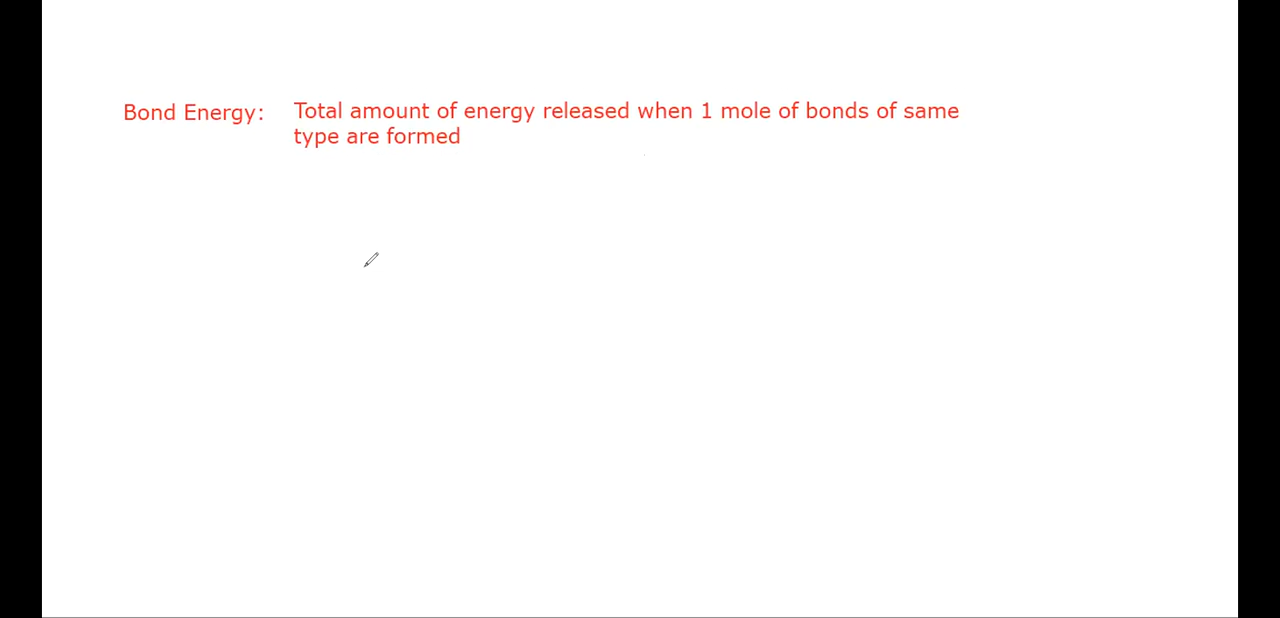 Bond Energy: Total amount of energy released when 1 mole of bonds of same
type are formed